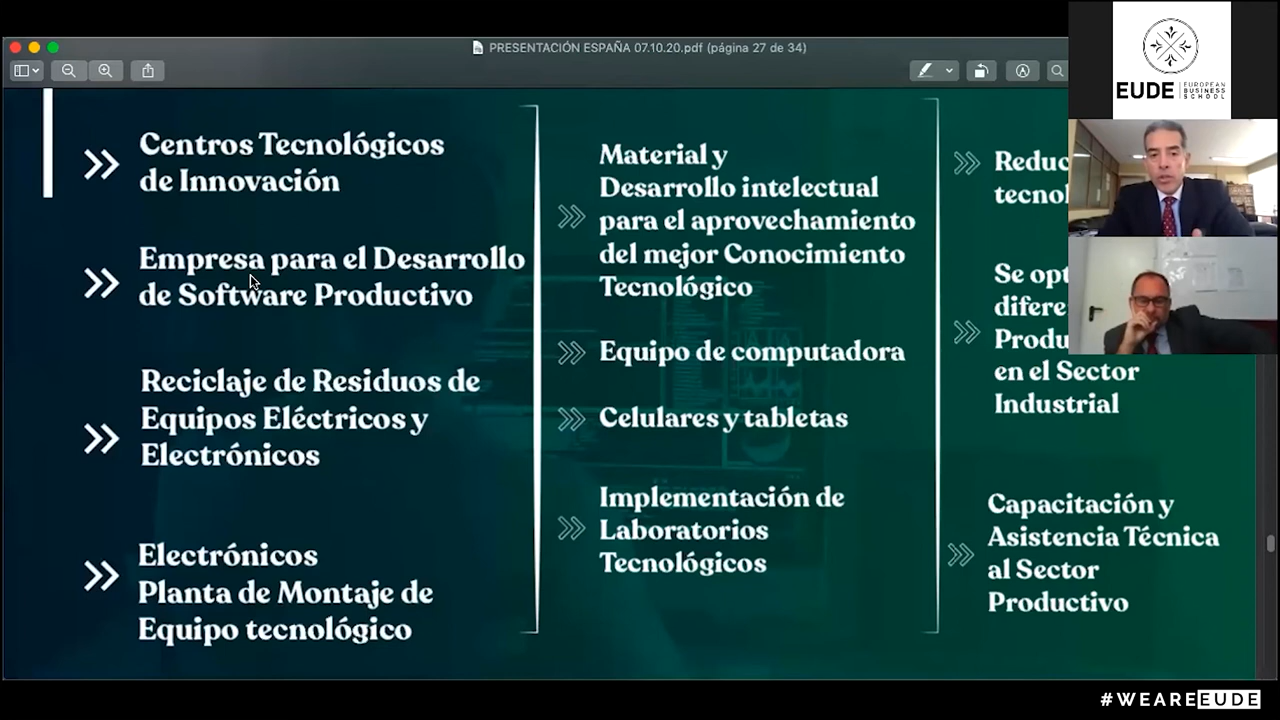 PRESENTACIÓN ESPAÑA 07.10.20.pdf (página 27 de 34)
Centros Tecnológicos
de Innovación
Empresa para el Desarrollo
de Software Productivo
Reciclaje de Residuos de
Equipos Eléctricos y
Electrónicos
Electrónicos
Planta de Montaje de
Equipo tecnológico
Material y
Desarrollo intelectual
para el aprovechamiento
del mejor Conocimiento
Tecnológico
Equipo de computadora
Celulares y tabletas
Implementación de
Laboratorios
Tecnológicos
Se
en el Sector
Industrial
Capacitación y
Asistencia Técnica
al Sector
Productivo
EUDE
EUROPEAN
BUSINESS
SCHOOL
#WEAREEUDE